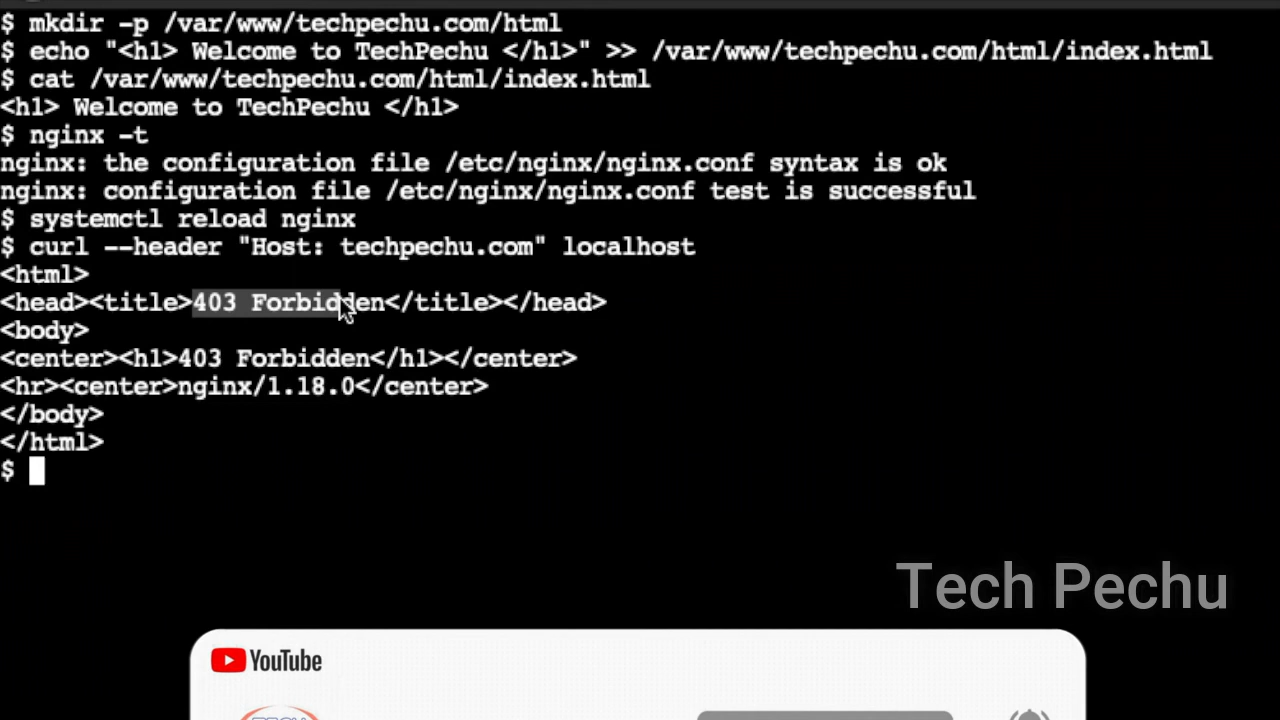 $ mkdir -p /var/www/techpechu.com/html
$ echo "<h1> Welcome to TechPechu </h1>" >> /var/www/techpechu.com/html/index.html
$ cat /var/www/techpechu.com/html/index.html
<h1> Welcome to TechPechu </h1>
$ nginx -t
nginx: the configuration file /etc/nginx/nginx.conf syntax is ok
nginx: configuration file /etc/nginx/nginx.conf test is successful
$ systemctl reload nginx
$ curl --header "Host: techpechu.com" localhost
<html>
<head><title>403 Forbidden</title></head>
<body>
<center><h1>403 Forbidden</h1></center>
<hr><center>nginx/1.18.0</center>
</body>
</html>
$
Tech Pechu
YouTube